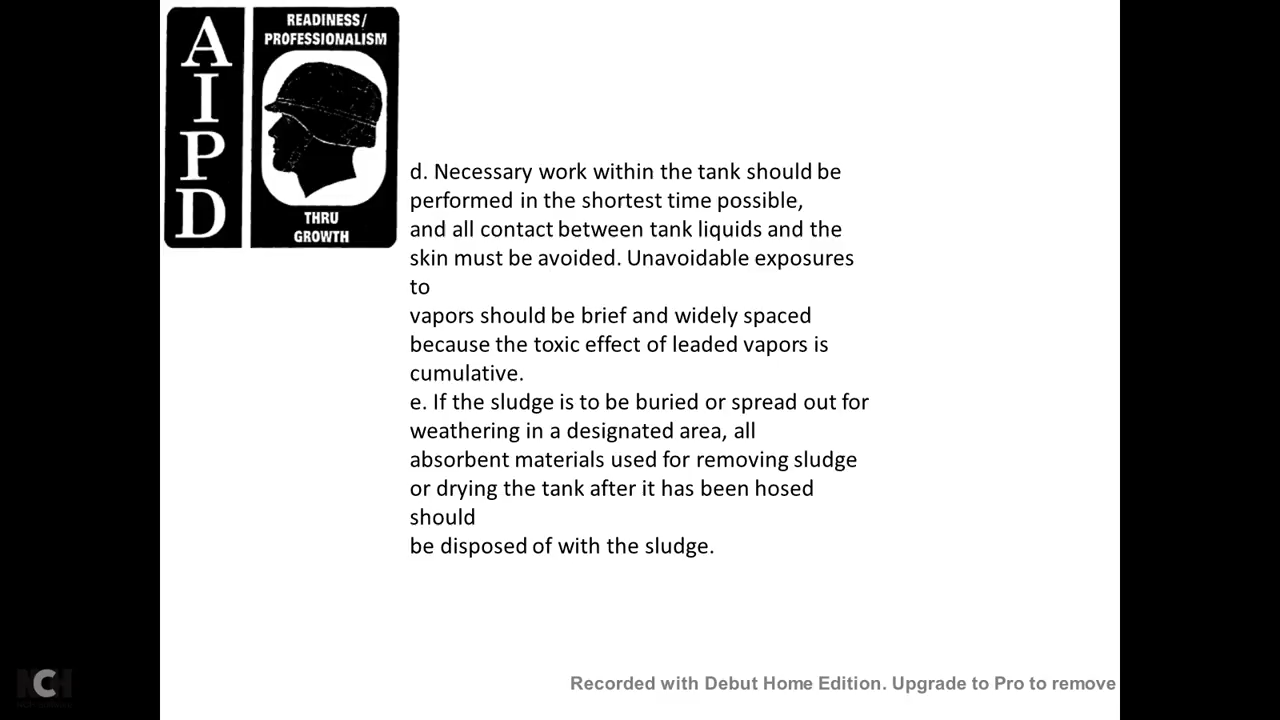 A
I
P
D
READINESS/
PROFESSIONALISM
THRU
GROWTH
d. Necessary work within the tank should be
performed in the shortest time possible,
and all contact between tank liquids and the
skin must be avoided. Unavoidable exposures
to
vapors should be brief and widely spaced
because the toxic effect of leaded vapors is
cumulative.
e. If the sludge is to be buried or spread out for
weathering in a designated area, all
absorbent materials used for removing sludge
or drying the tank after it has been hosed
should
be disposed of with the sludge.
NCH
Recorded with Debut Home Edition. Upgrade to Pro to remove